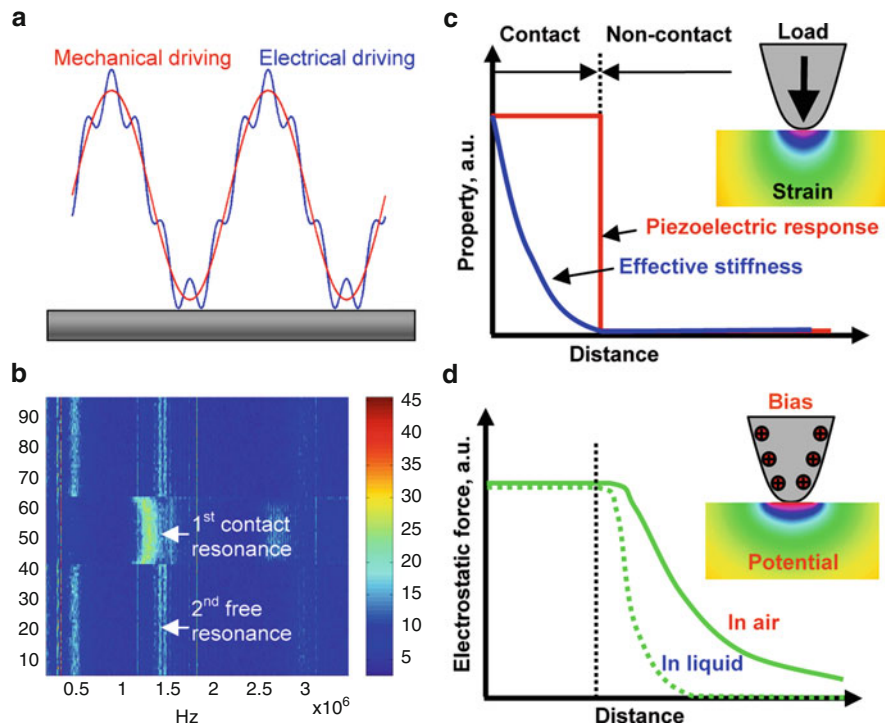 a
Mechanical driving
Electrical driving
b
90
80
70
60
50
40
30
20
10
1st contact
resonance
2nd free
resonance
0.5
1
1.5
2
2.5
3
Hz
x10⁶
45
40
35
30
25
20
15
10
5
c
Contact
Non-contact
Load
Strain
Property, a.u.
Piezoelectric response
Effective stiffness
Distance
d
Bias
Potential
Electrostatic force, a.u.
In air
In liquid
Distance